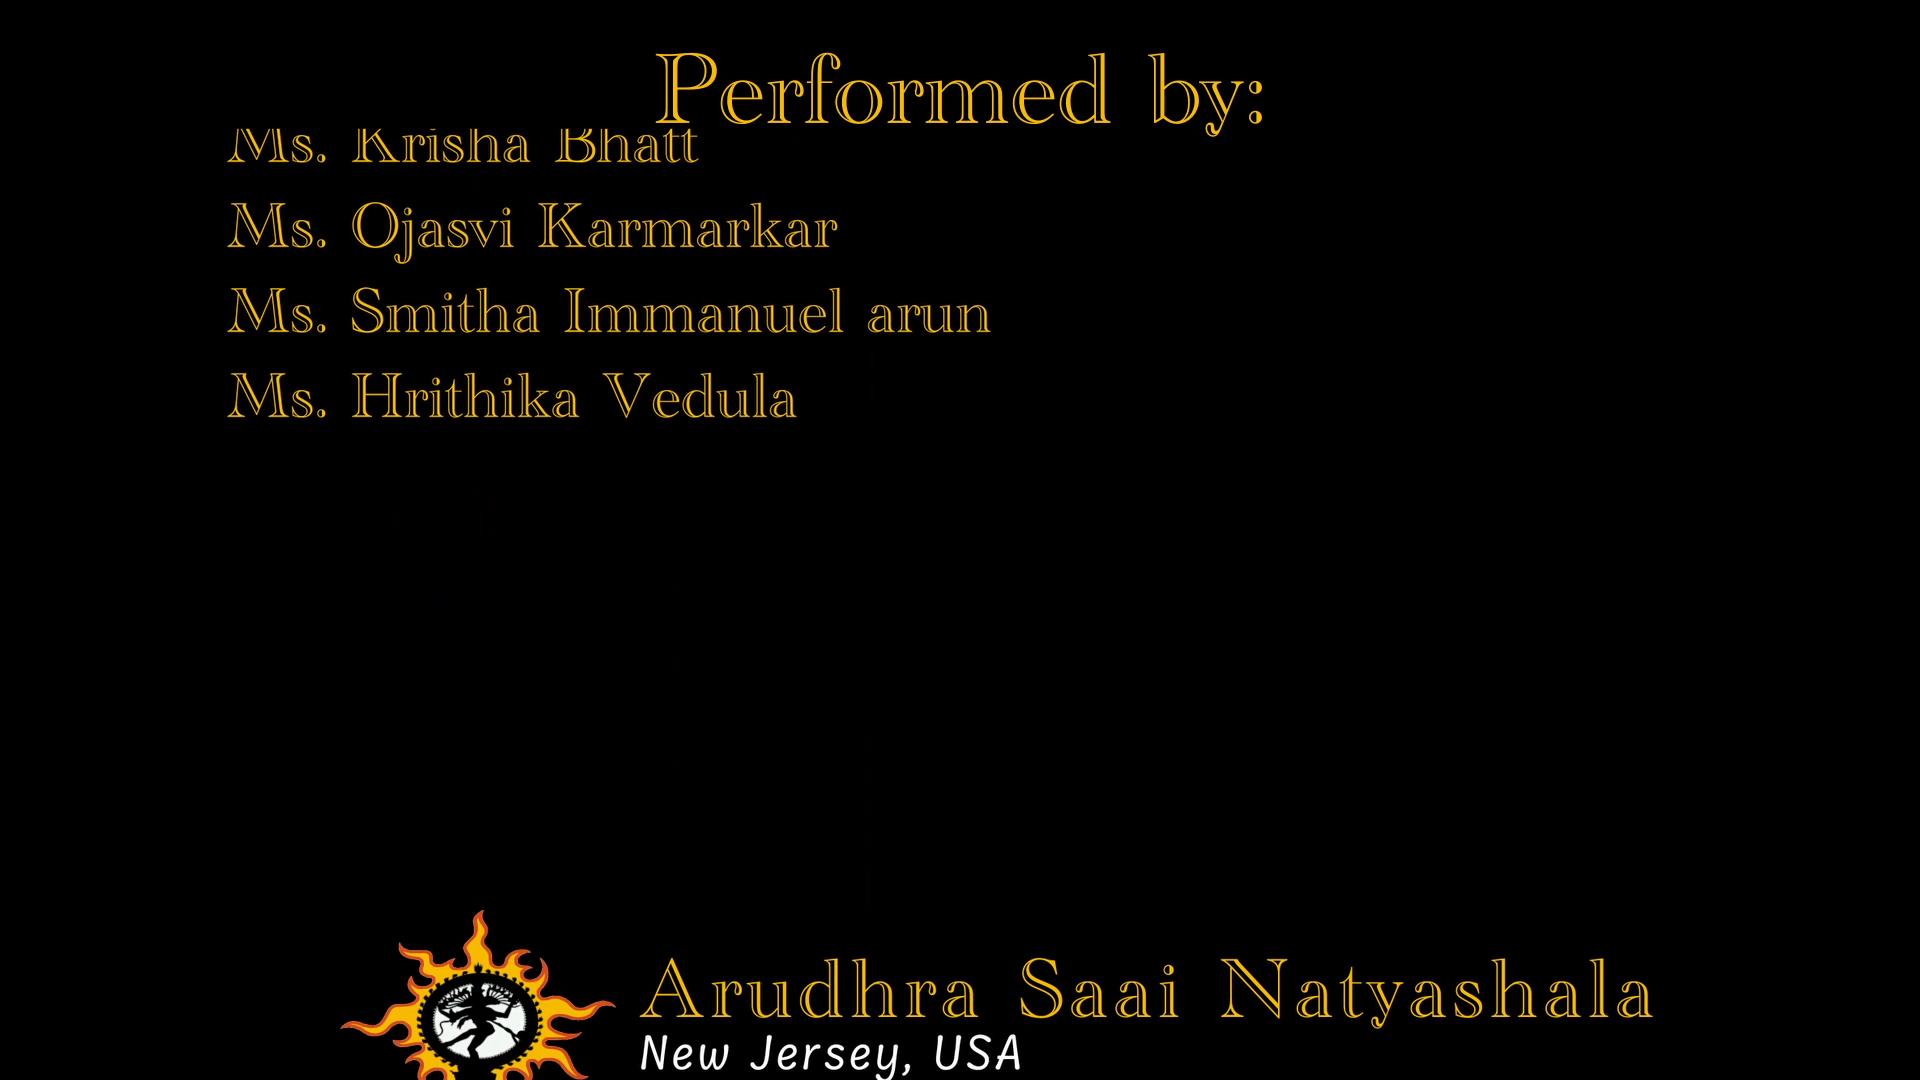 Performed by:
Ms. Krisha Bhatt
Ms. Ojasvi Karmarkar
Ms. Smitha Immanuel arun
Ms. Hrithika Vedula
Arudhra Saai Natyashala
New Jersey, USA